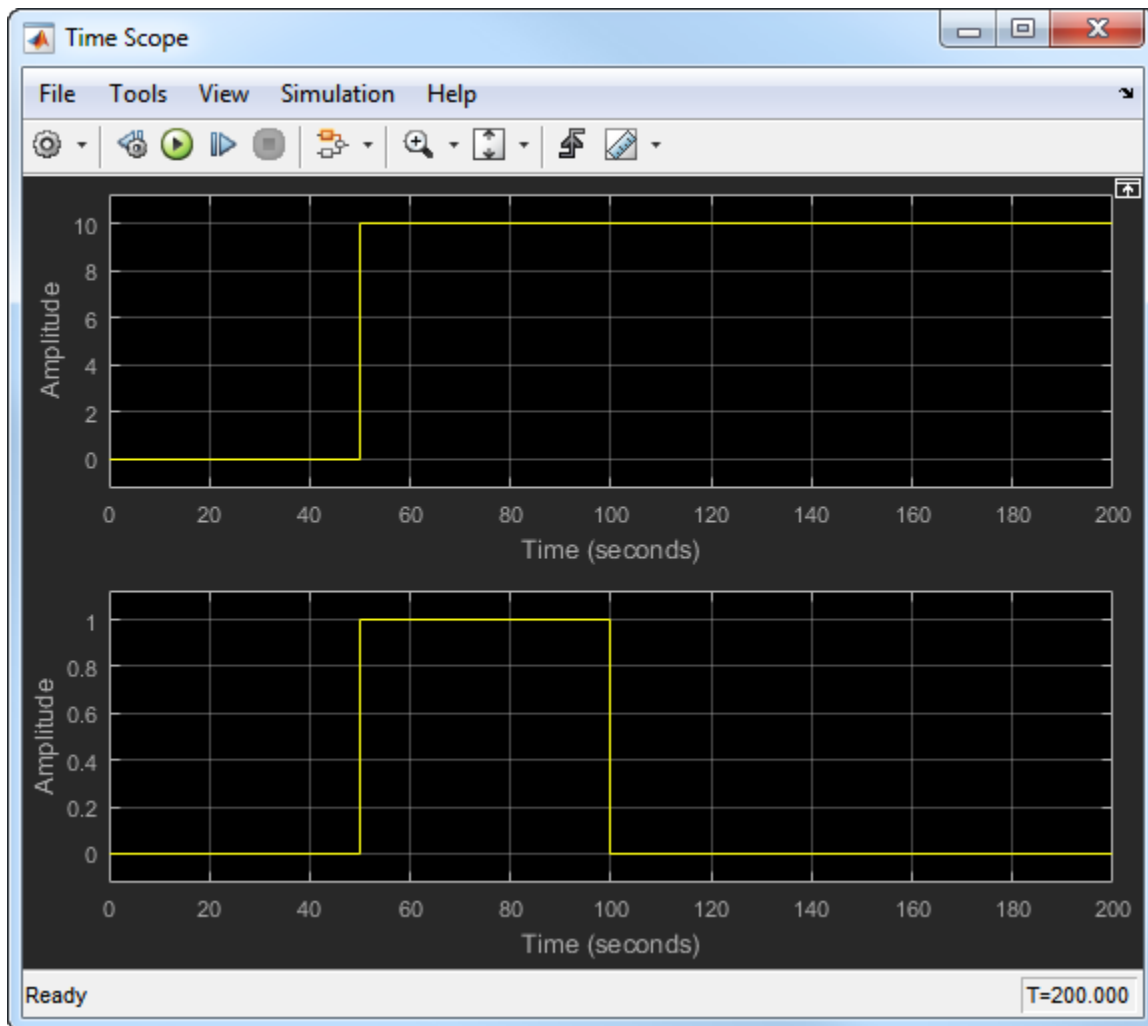 Time Scope
File Tools View Simulation Help
10
8
6
4
2
0
Amplitude
0 20 40 60 80 100 120 140 160 180 200
Time (seconds)
1
0.8
0.6
0.4
0.2
0
Amplitude
0 20 40 60 80 100 120 140 160 180 200
Time (seconds)
Ready T=200.000